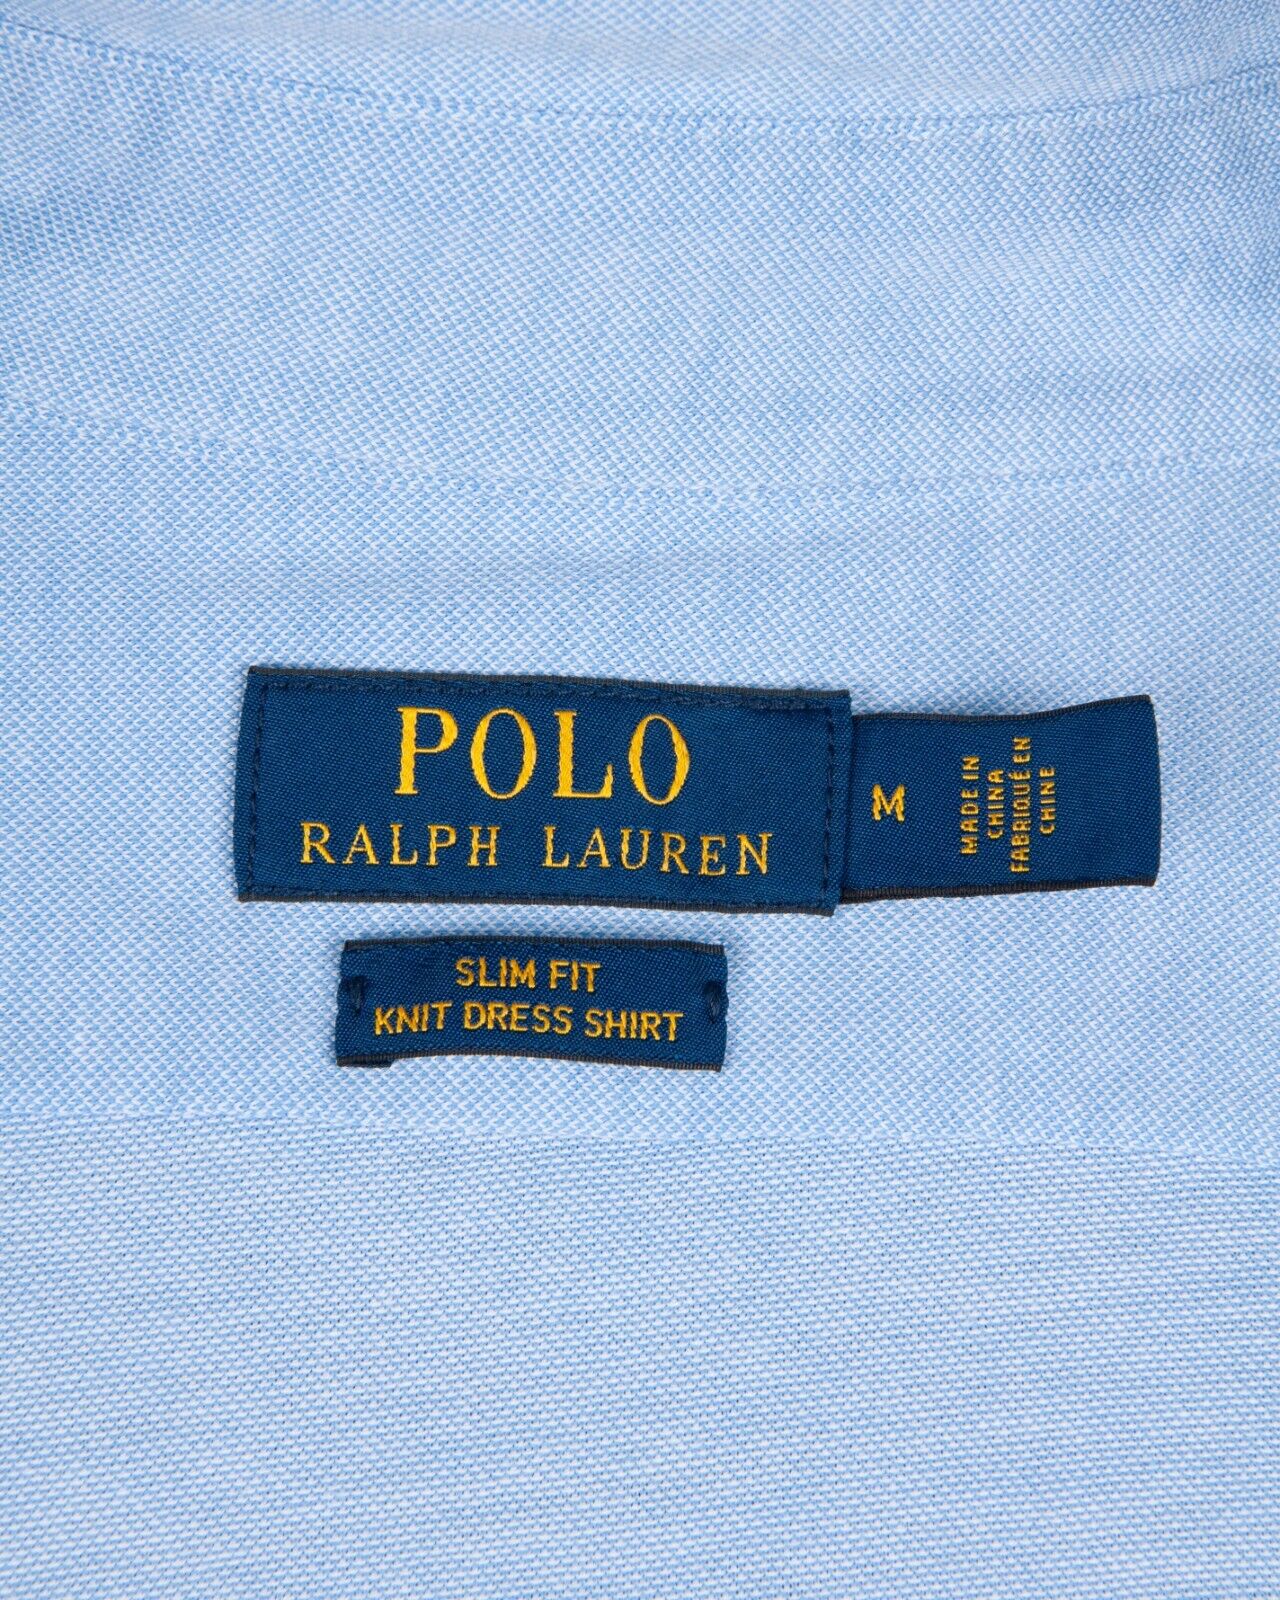 POLO
RALPH LAUREN
M
MADE IN
CHINA
FABRIQUÉ EN
CHINE
SLIM FIT
KNIT DRESS SHIRT